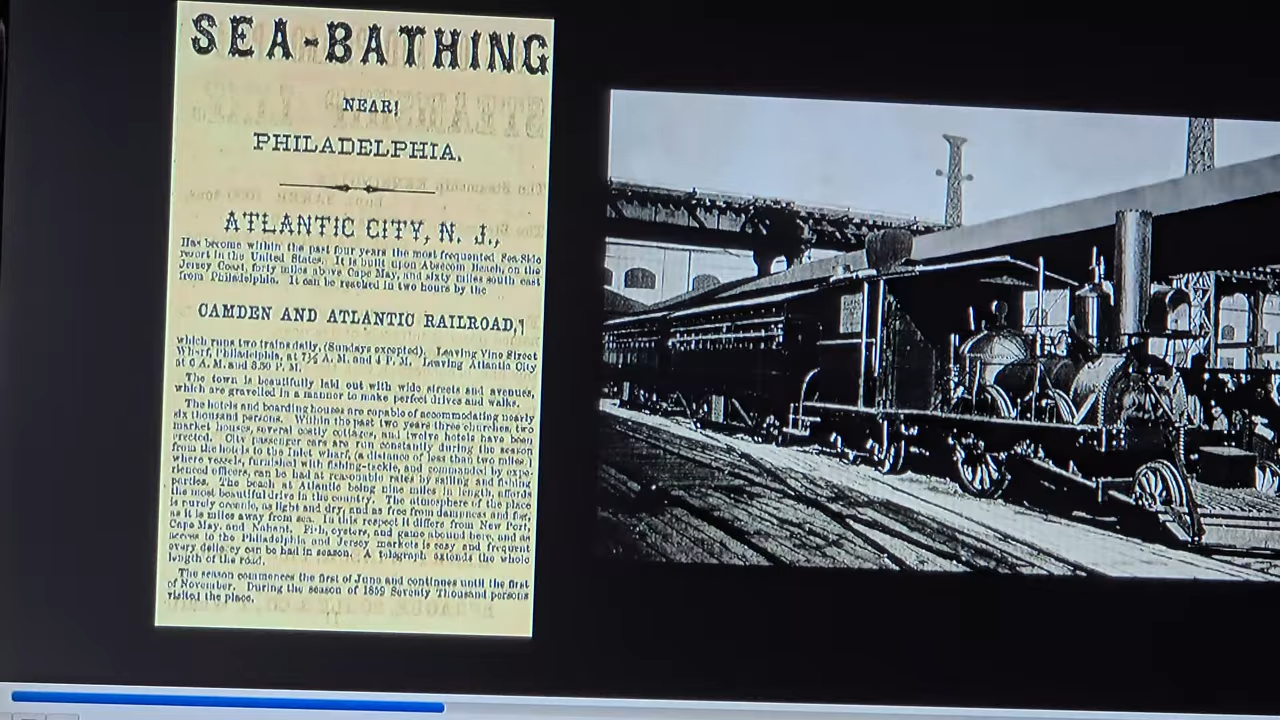 SEA-BATHING
NEAR!
PHILADELPHIA.
ATLANTIC CITY, N. J.,
Has become within the past four years the most frequented Sea-Side
resort in the United States. It is built upon Absecom Beach, on the
Jersey Coast, forty miles above Cape May, and sixty miles south east
from Philadelphia. It can be reached in two hours by the
CAMDEN AND ATLANTIC RAILROAD,
which runs two trains daily, (Sundays excepted). Leaving Vine Street
Wharf, Philadelphia, at 7½ A. M. and 4 P. M. Leaving Atlantic City
at 6 A. M. and 3.50 P. M.
The town is beautifully laid out with wide streets and avenues,
which are gravelled in a manner to make perfect drives and walks.
The hotels and boarding houses are capable of accommodating nearly
six thousand persons. Within the past two years three churches, two
market houses, several costly cottages, and twelve hotels have been
erected. City passenger cars are run constantly during the season
from the hotels to the Inlet wharf, (a distance of less than two miles)
where vessels, furnished with fishing-tackle, and commanded by expe-
rienced officers, can be had at reasonable rates by sailing and fishing
parties. The beach at Atlantic being nine miles in length, affords
the most beautiful drive in the country. The atmosphere of the place
is purely oceanic, as light and dry, and as free from dampness and fog,
as it is miles away from sea. In this respect it differs from New Port,
Cape May, and Nahant. Fish, oysters, and game abound here, and as
access to the Philadelphia and Jersey markets is easy and frequent
every delicacy can be had in season. A telegraph extends the whole
length of the road.
The season commences the first of June and continues until the first
of November. During the season of 1859 Seventy Thousand persons
visited the place.